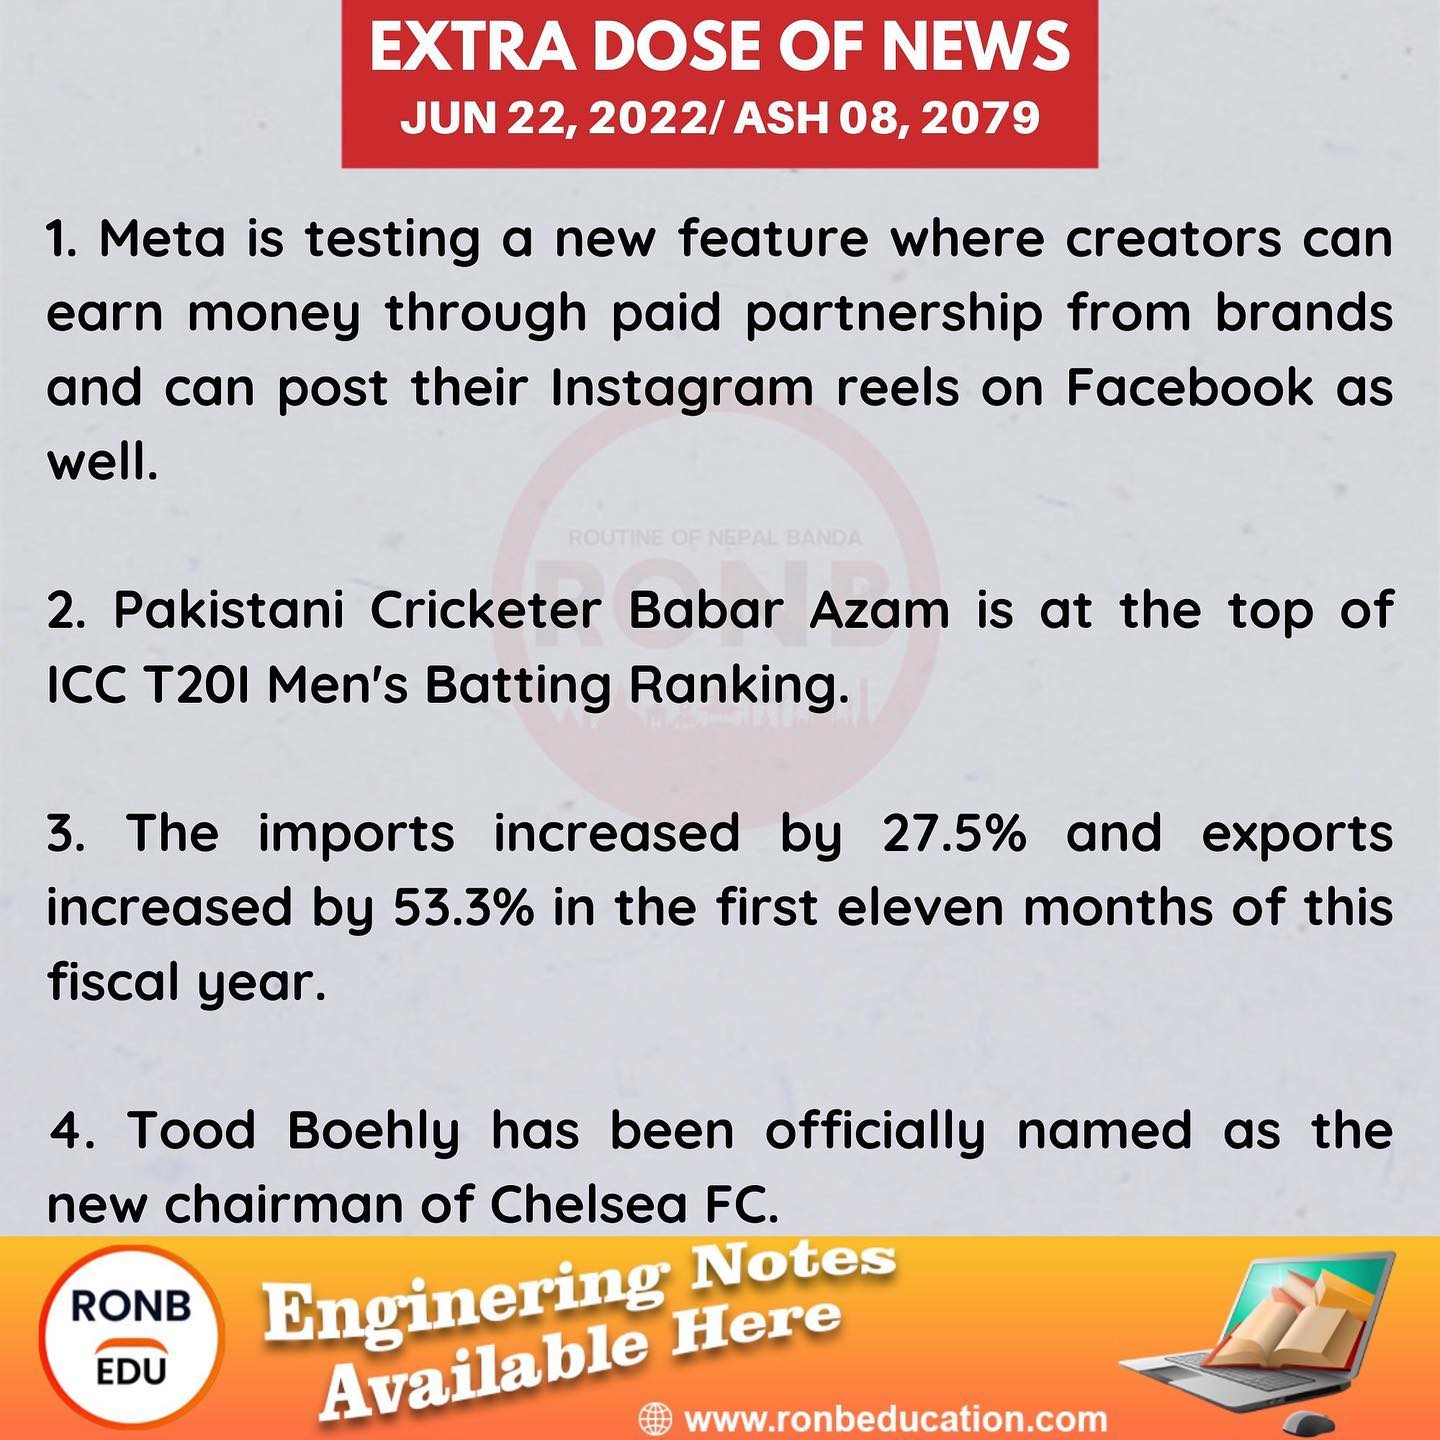 EXTRA DOSE OF NEWS
JUN 22, 2022/ ASH 08, 2079
1. Meta is testing a new feature where creators can
earn money through paid partnership from brands
and can post their Instagram reels on Facebook as
well.
ROUTINE OF NEPAL BANDA
RONB
2. Pakistani Cricketer Babar Azam is at the top of
ICC T20I Men's Batting Ranking.
3. The imports increased by 27.5% and exports
increased by 53.3% in the first eleven months of this
fiscal year.
4. Tood Boehly has been officially named as the
new chairman of Chelsea FC.
RONB
EDU
Enginering Notes
Available Here
www.ronbeducation.com